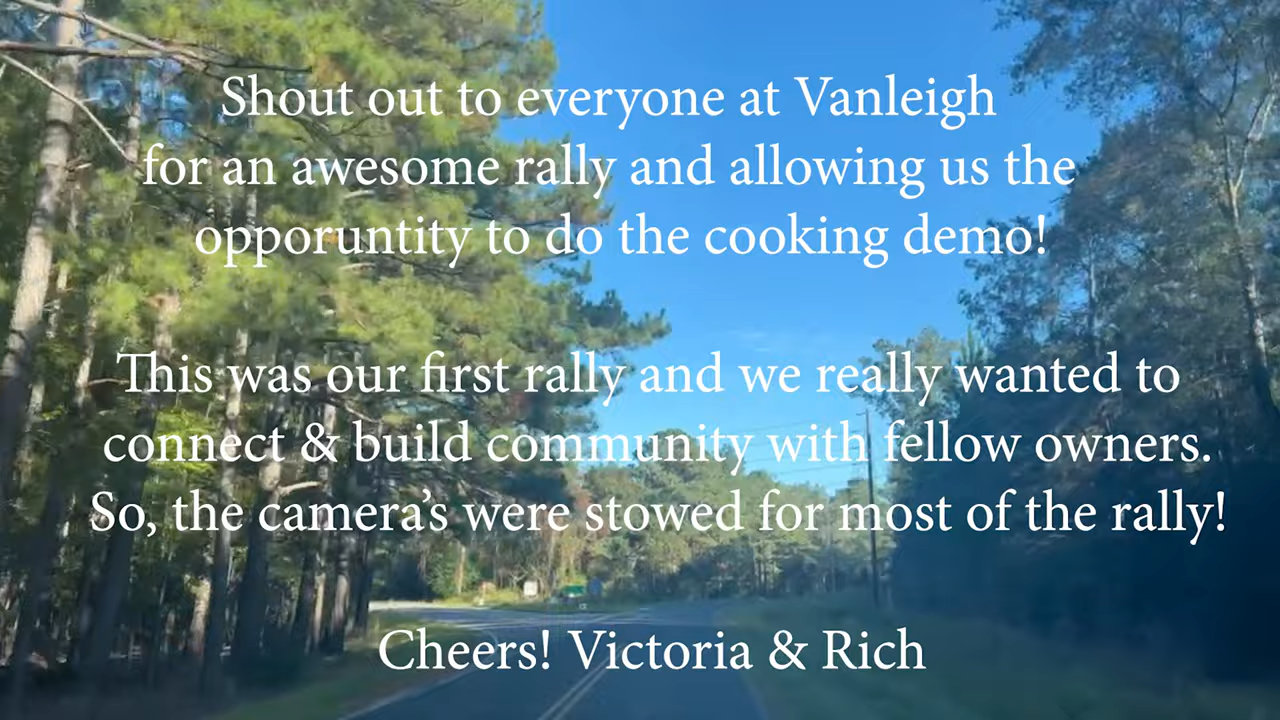 Shout out to everyone at Vanleigh
for an awesome rally and allowing us the
opporuntity to do the cooking demo!
This was our first rally and we really wanted to
connect & build community with fellow owners.
So, the camera's were stowed for most of the rally!
Cheers! Victoria & Rich